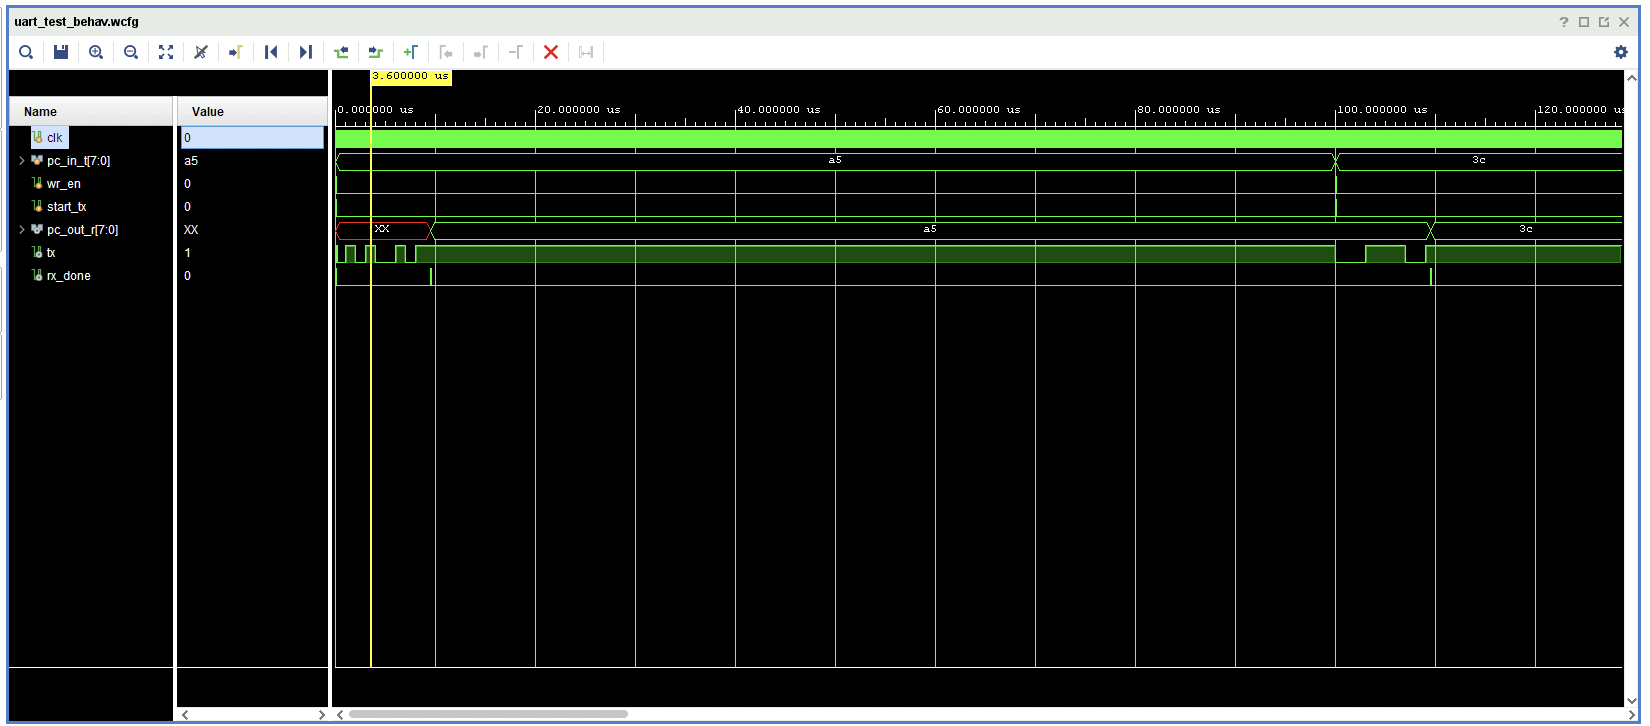 uart_test_behav.wcfg
3.600000 us
Name
Value
0.000000 us
20.000000 us
40.000000 us
60.000000 us
80.000000 us
100.000000 us
120.000000 us
clk
0
pc_in_t[7:0]
a5
a5
3c
wr_en
0
start_tx
0
pc_out_r[7:0]
XX
XX
a5
3c
tx
1
rx_done
0